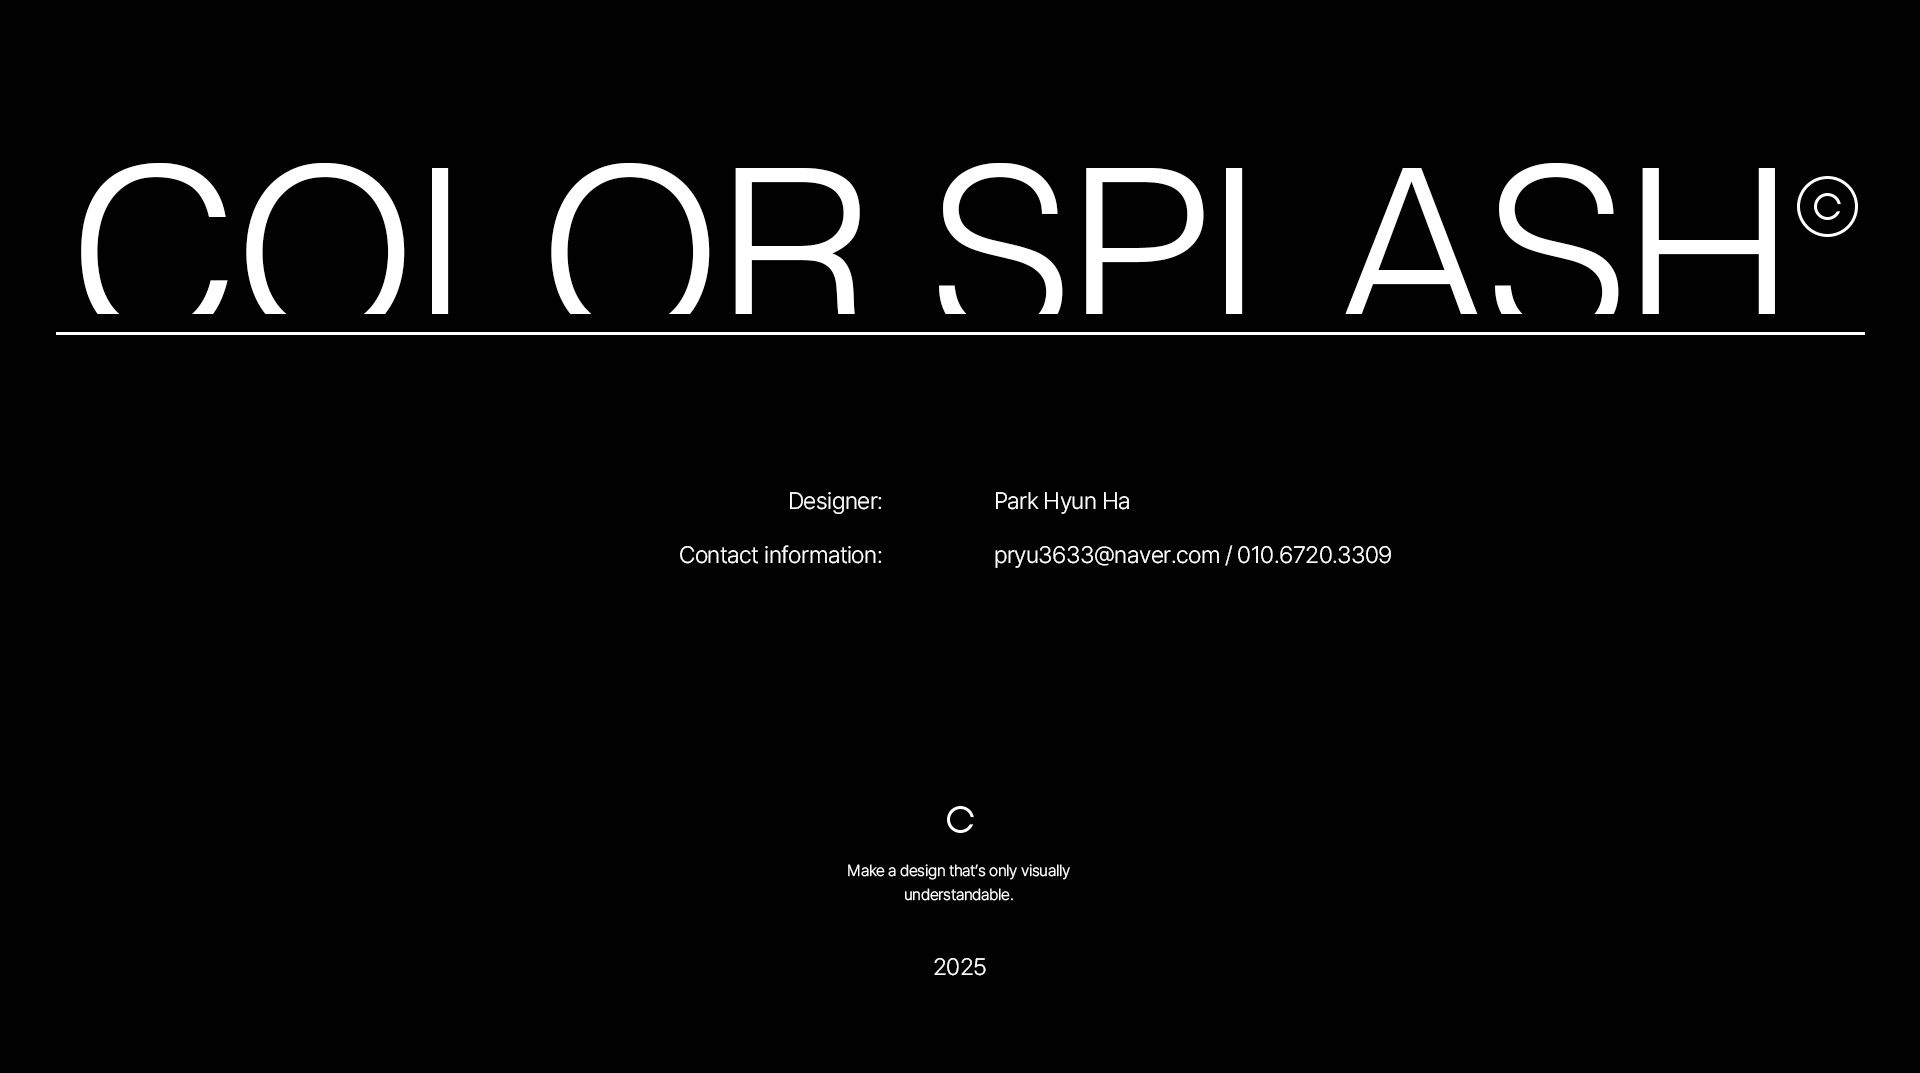 COLOR SPLASH©
Designer: Park Hyun Ha
Contact information: pryu3633@naver.com / 010.6720.3309
C
Make a design that's only visually
understandable.
2025